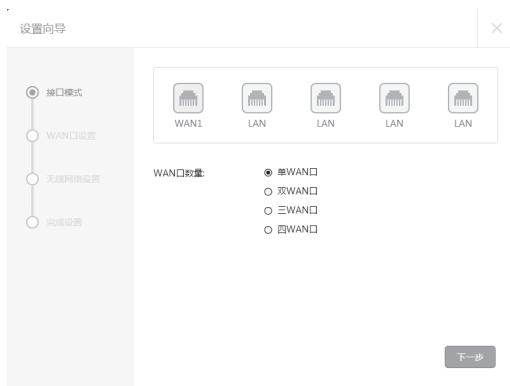 设置向导
接口模式
WAN口设置
无线网络设置
完成设置
WAN1 LAN LAN LAN LAN
WAN口数量: 单WAN口
双WAN口
三WAN口
四WAN口
下一步